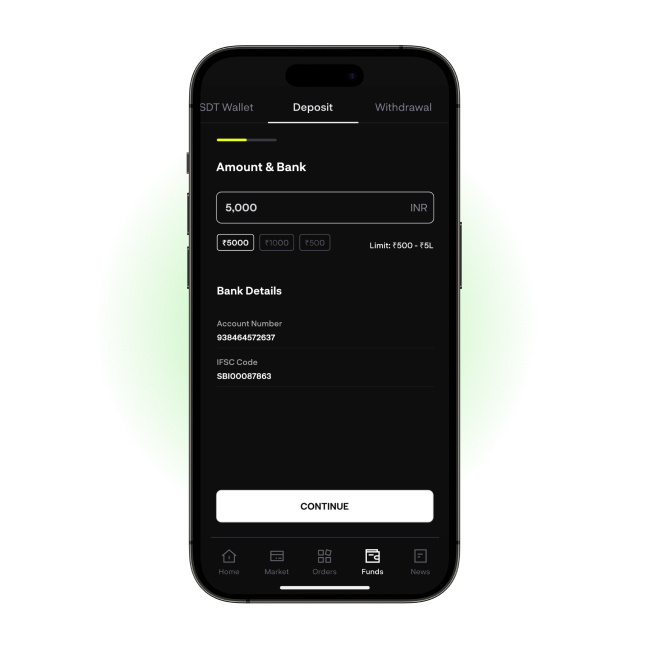 SDT Wallet Deposit Withdrawal
Amount & Bank
5,000 INR
₹5000 ₹1000 ₹500 Limit: ₹500 - ₹5L
Bank Details
Account Number
938464572637
IFSC Code
SBI00087863
CONTINUE
Home Market Orders Funds News